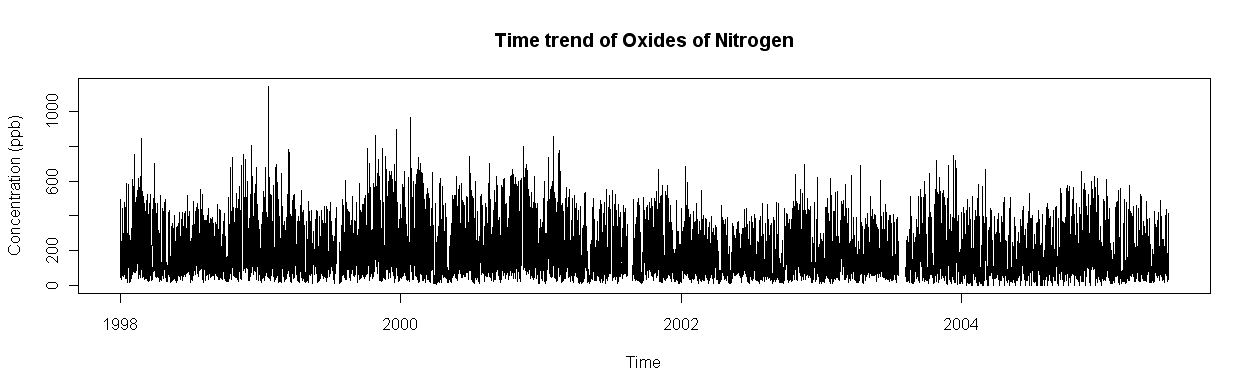 Time trend of Oxides of Nitrogen
Concentration (ppb)
1000
600
200
0
1998 2000 2002 2004
Time